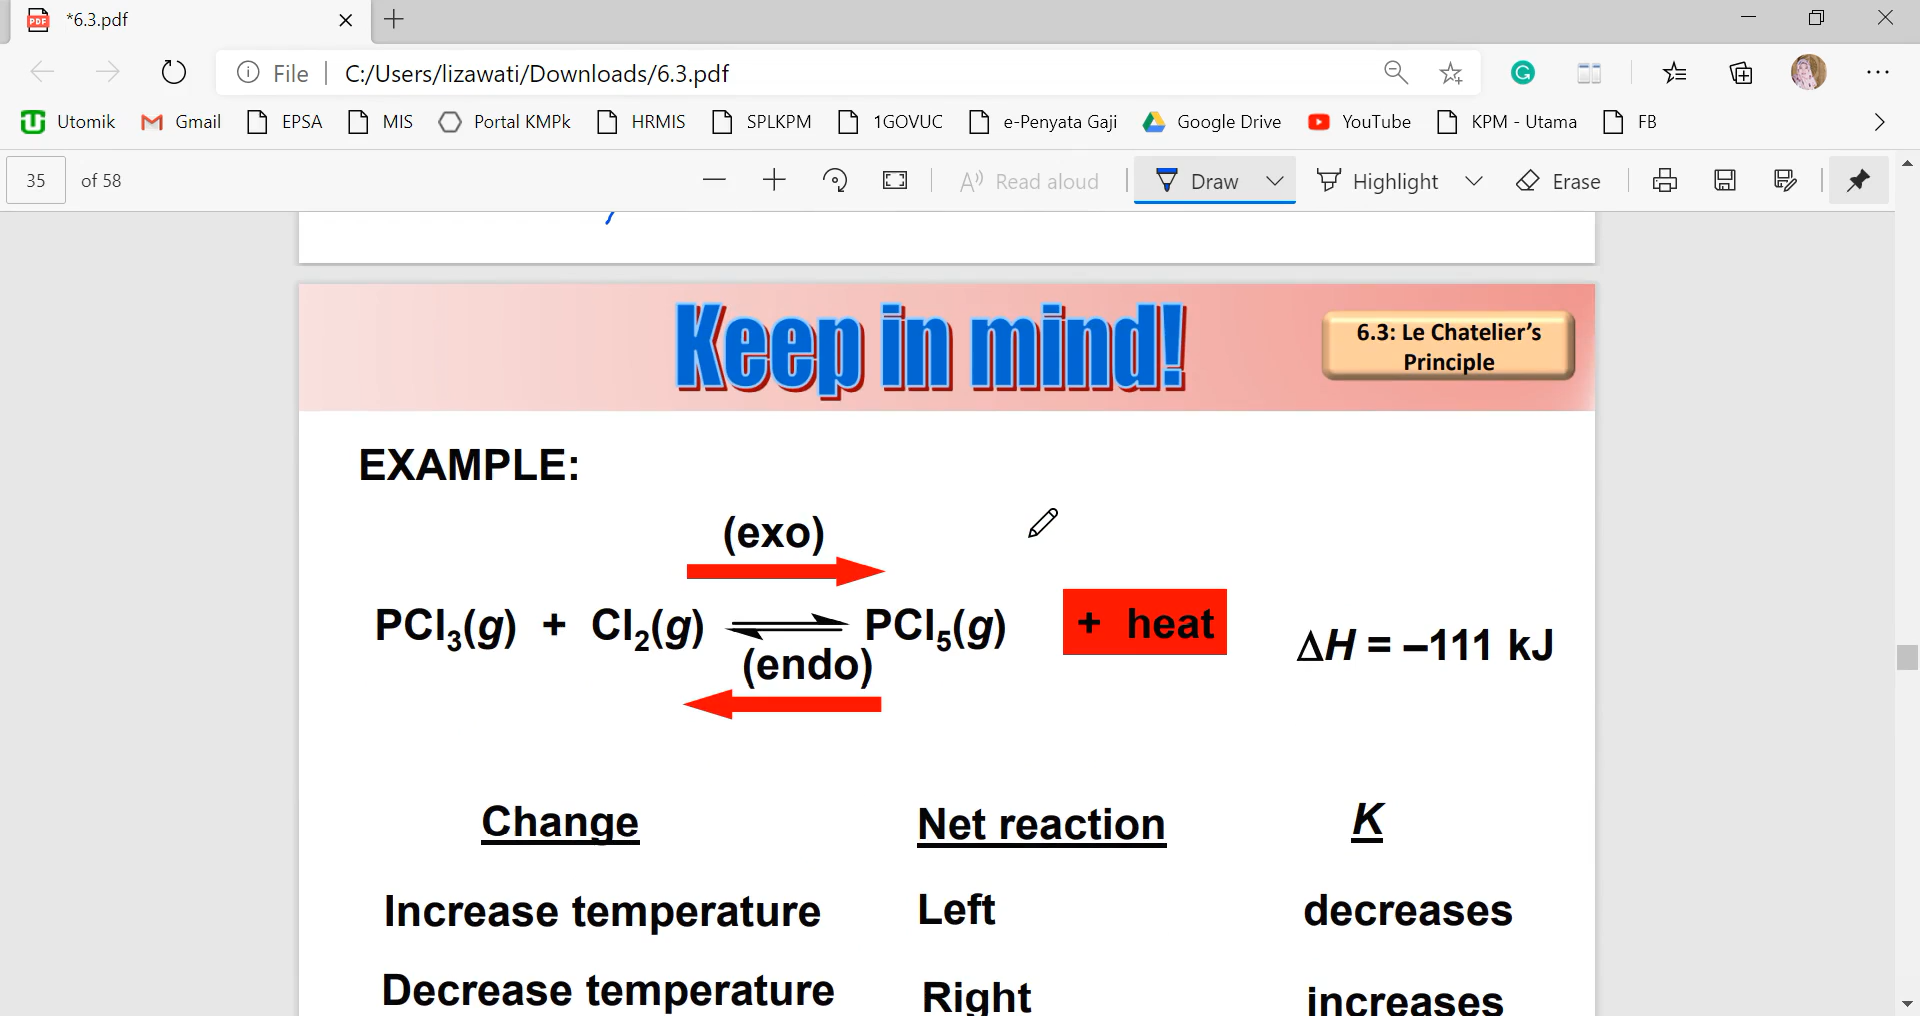 *6.3.pdf
File | C:/Users/lizawati/Downloads/6.3.pdf
Utomik Gmail EPSA MIS Portal KMPk HRMIS SPLKPM 1GOVUC e-Penyata Gaji Google Drive YouTube KPM - Utama FB
35 of 58 Read aloud Draw Highlight Erase
Keep in mind!
6.3: Le Chatelier’s
Principle
EXAMPLE:
(exo)
PCl₃(g) + Cl₂(g) ⇌ PCl₅(g) + heat ΔH = –111 kJ
(endo)
Change Net reaction K
Increase temperature Left decreases
Decrease temperature Right increases